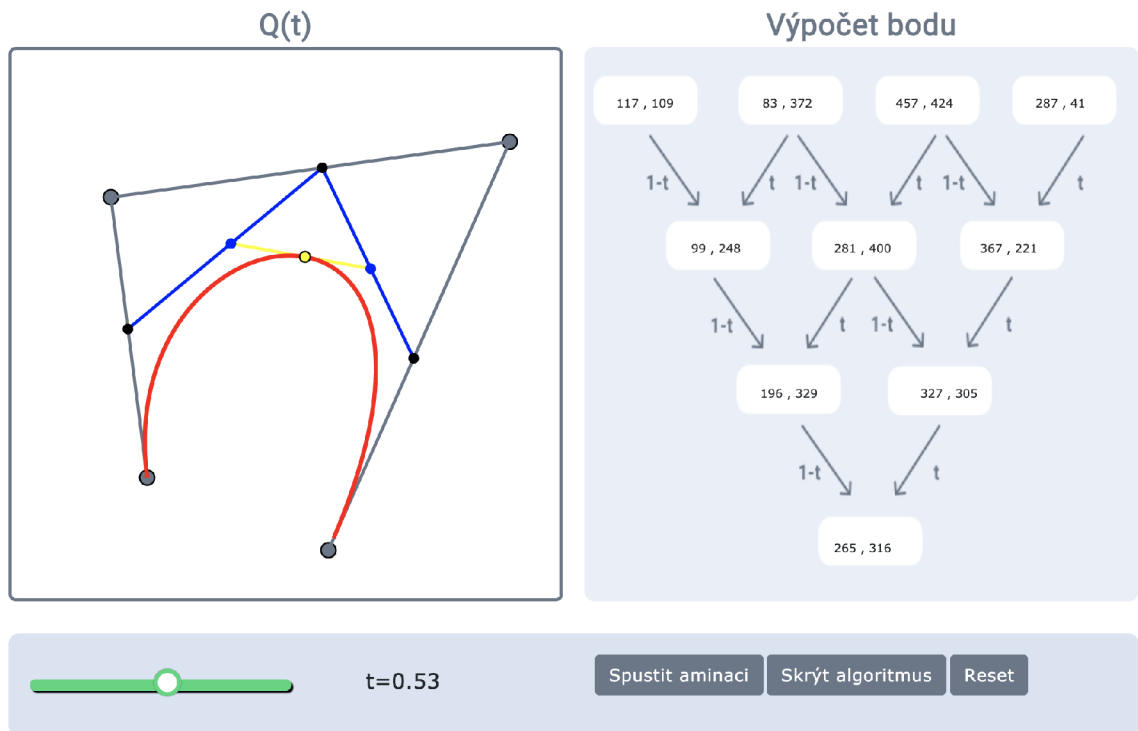 Q(t)
Výpočet bodu
117 , 109
83 , 372
457 , 424
287 , 41
1-t
t
1-t
t
1-t
t
99 , 248
281 , 400
367 , 221
1-t
t
1-t
t
196 , 329
327 , 305
1-t
t
265 , 316
t=0.53
Spustit aminaci
Skrýt algoritmus
Reset